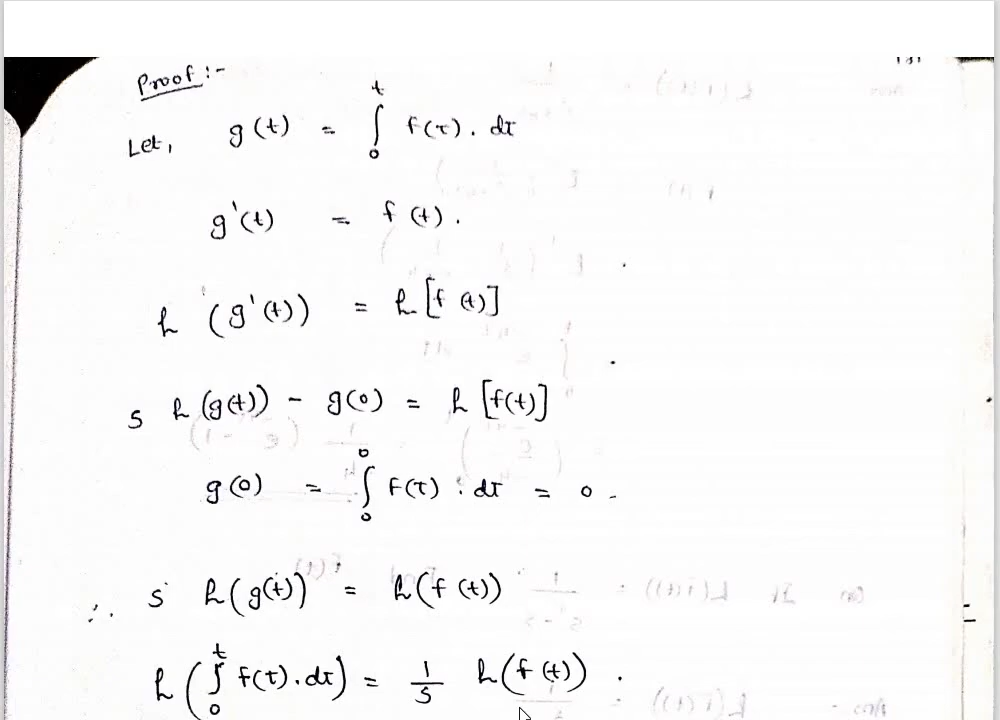 Proof :-
Let, g(t) = ∫₀ᵗ f(τ). dτ
g'(t) = f(t).
L (g'(t)) = L[f(t)]
s L(g(t)) - g(0) = L[f(t)]
g(0) = ∫₀⁰ f(τ). dτ = 0.
∴ s L(g(t)) = L(f(t))
L(∫₀ᵗ f(τ).dτ) = 1/s L(f(t)).